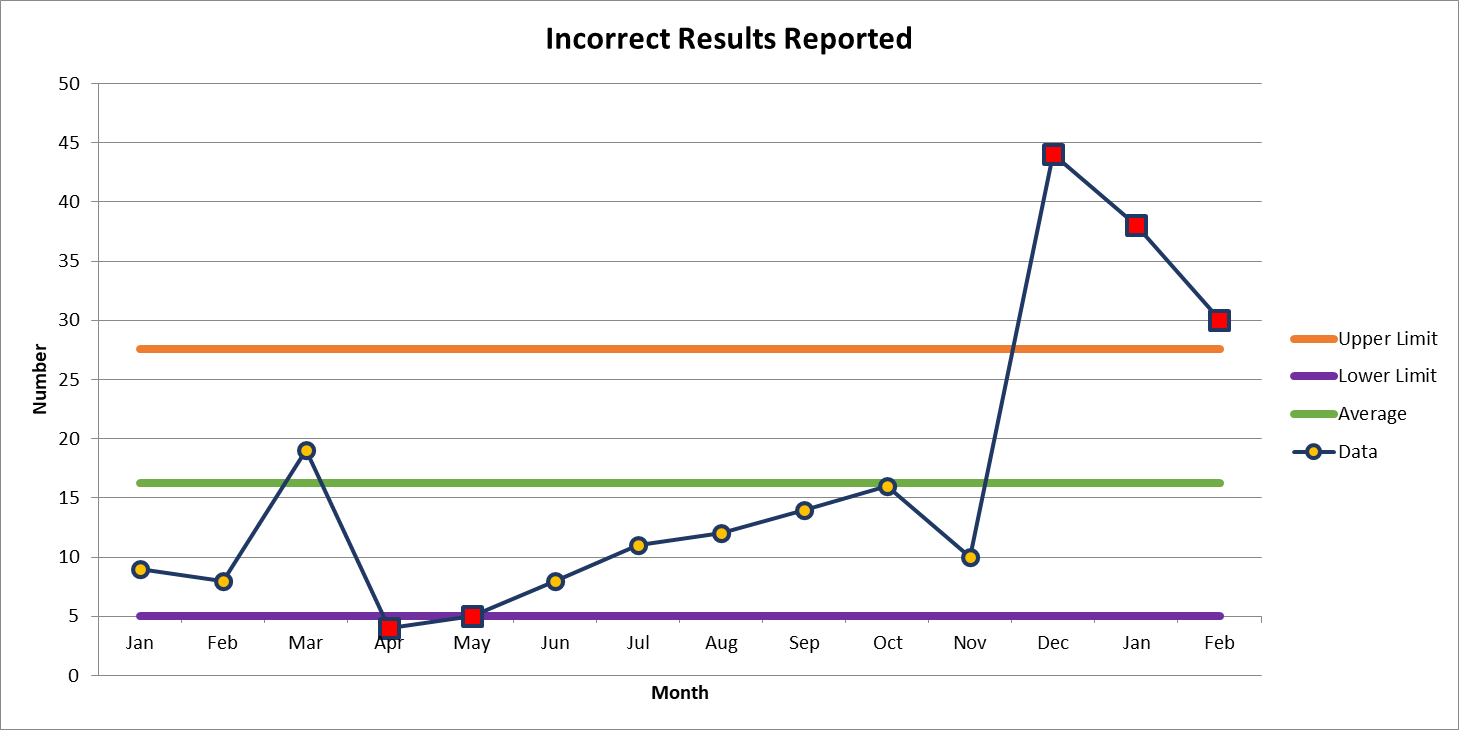 Incorrect Results Reported
50
45
40
35
30
25
20
15
10
5
0
Number
Jan Feb Mar Apr May Jun Jul Aug Sep Oct Nov Dec Jan Feb
Month
Upper Limit
Lower Limit
Average
Data